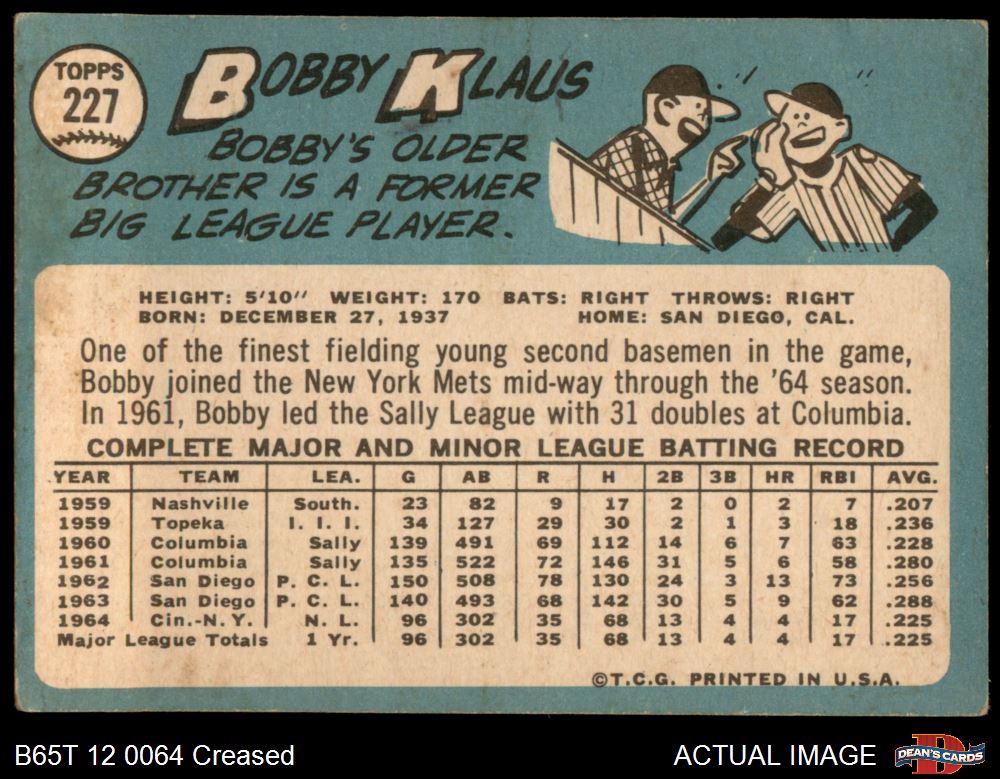 TOPPS
227
BOBBY KLAUS
BOBBY'S OLDER
BROTHER IS A FORMER
BIG LEAGUE PLAYER.
HEIGHT: 5'10" WEIGHT: 170 BATS: RIGHT THROWS: RIGHT
BORN: DECEMBER 27, 1937 HOME: SAN DIEGO, CAL.
One of the finest fielding young second basemen in the game,
Bobby joined the New York Mets mid-way through the '64 season.
In 1961, Bobby led the Sally League with 31 doubles at Columbia.
COMPLETE MAJOR AND MINOR LEAGUE BATTING RECORD
YEAR TEAM LEA. G AB R H 2B 3B HR RBI AVG.
1959 Nashville South. 23 82 9 17 2 0 2 7 .207
1959 Topeka I. I. I. 34 127 29 30 2 1 3 18 .236
1960 Columbia Sally 139 491 69 112 14 6 7 63 .228
1961 Columbia Sally 135 522 72 146 31 5 6 58 .280
1962 San Diego P. C. L. 150 508 78 130 24 3 13 73 .256
1963 San Diego P. C. L. 140 493 68 142 30 5 9 62 .288
1964 Cin.-N. Y. N. L. 96 302 35 68 13 4 4 17 .225
Major League Totals 1 Yr. 96 302 35 68 13 4 4 17 .225
©T.C.G. PRINTED IN U.S.A.
B65T 12 0064 Creased
ACTUAL IMAGE
DEAN'S CARDS